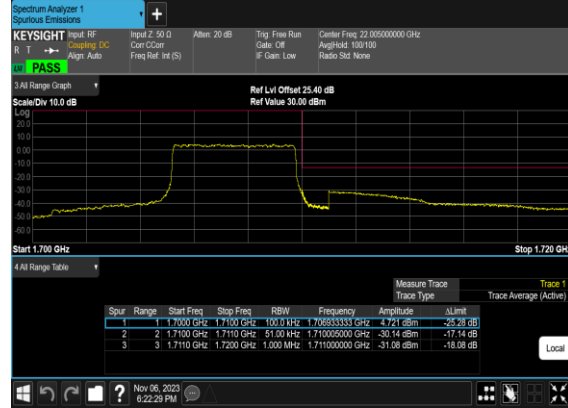 Spectrum Analyzer 1
Spurious Emissions
+
KEYSIGHT Input: RF Input Z: 50 Ω Atten: 20 dB Trig: Free Run Center Freq: 22.005000000 GHz
R T Coupling: DC Corr CCorr Gate: Off Avg|Hold: 100/100
Align: Auto Freq Ref: Int (S) IF Gain: Low Radio Std: None
PASS
3 All Range Graph
Ref Lvl Offset 25.40 dB
Scale/Div 10.0 dB Ref Value 30.00 dBm
Log
20.0
10.0
0.00
-10.0
-20.0
-30.0
-40.0
-50.0
-60.0
Start 1.700 GHz Stop 1.720 GH
4 All Range Table
Measure Trace Trace 1
Trace Type Trace Average (Active)
Spur Range Start Freq Stop Freq RBW Frequency Amplitude ΔLimit
1 1 1.7000 GHz 1.7100 GHz 100.0 kHz 1.706933333 GHz 4.721 dBm -25.28 dB
2 2 1.7100 GHz 1.7110 GHz 51.00 kHz 1.710005000 GHz -30.14 dBm -17.14 dB
3 3 1.7110 GHz 1.7200 GHz 1.000 MHz 1.711000000 GHz -31.08 dBm -18.08 dB
Local
? Nov 06, 2023
6:22:29 PM